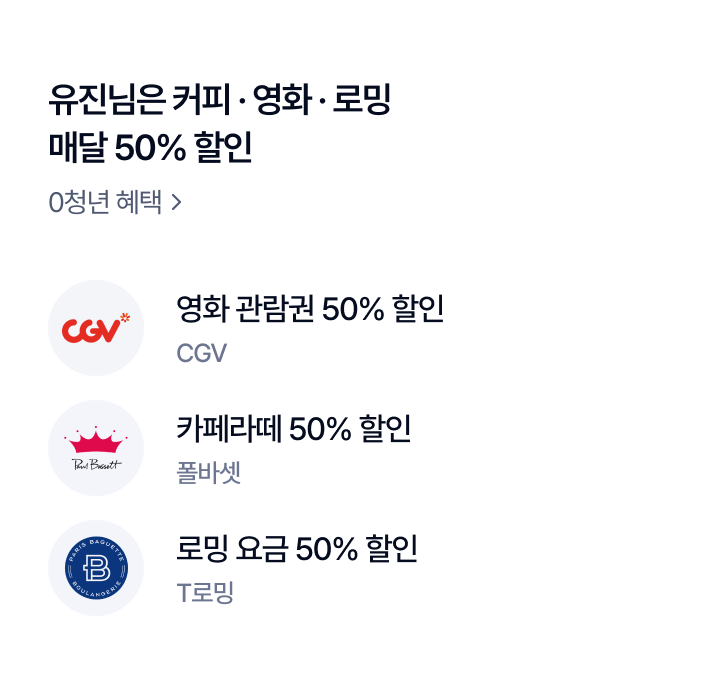 유진님은 커피 · 영화 · 로밍
매달 50% 할인
0청년 혜택 >
CGV
영화 관람권 50% 할인
CGV
Paul Bassett
카페라떼 50% 할인
폴바셋
PARIS BAGUETTE
B
BOULANGERIE
로밍 요금 50% 할인
T로밍